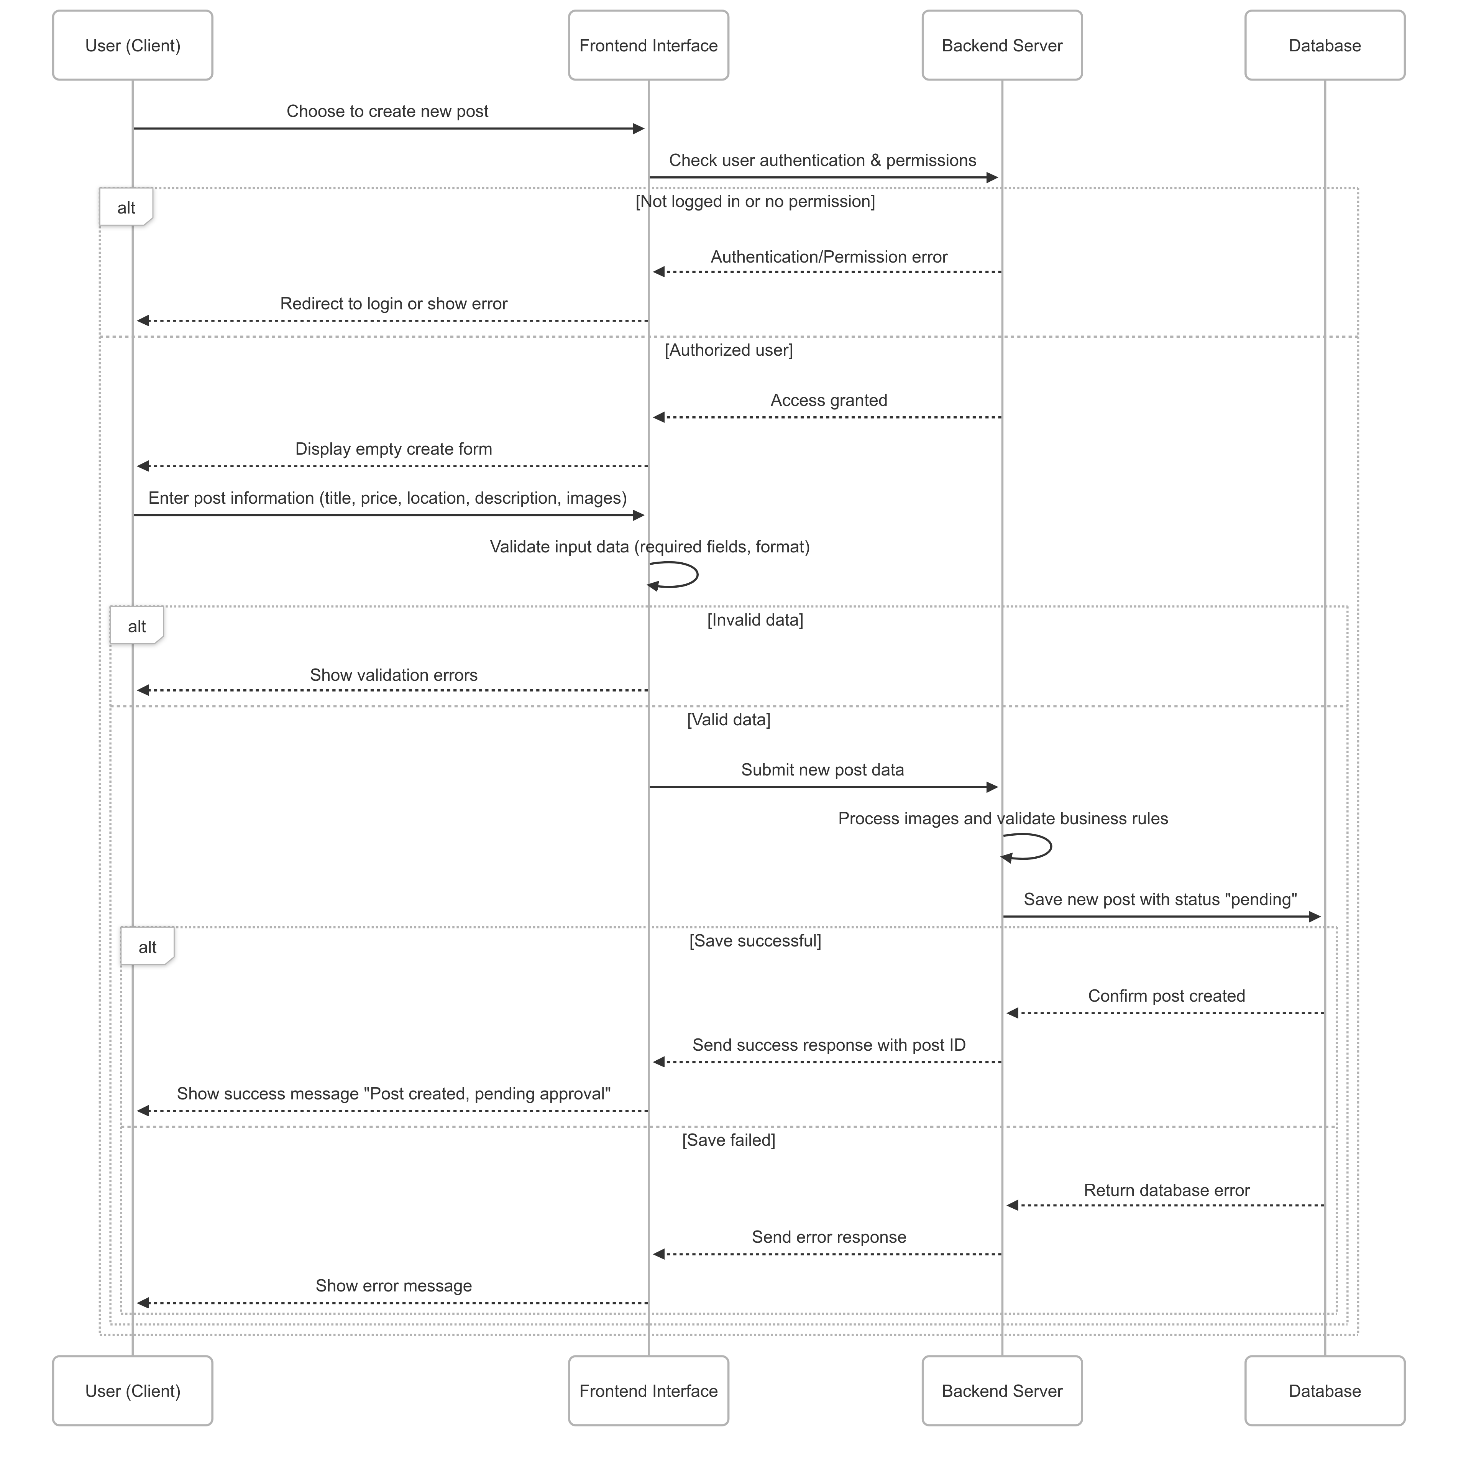 User (Client)
Frontend Interface
Backend Server
Database
Choose to create new post
Check user authentication & permissions
alt
[Not logged in or no permission]
Authentication/Permission error
Redirect to login or show error
[Authorized user]
Access granted
Display empty create form
Enter post information (title, price, location, description, images)
Validate input data (required fields, format)
alt
[Invalid data]
Show validation errors
[Valid data]
Submit new post data
Process images and validate business rules
Save new post with status "pending"
alt
[Save successful]
Confirm post created
Send success response with post ID
Show success message "Post created, pending approval"
[Save failed]
Return database error
Send error response
Show error message
User (Client)
Frontend Interface
Backend Server
Database